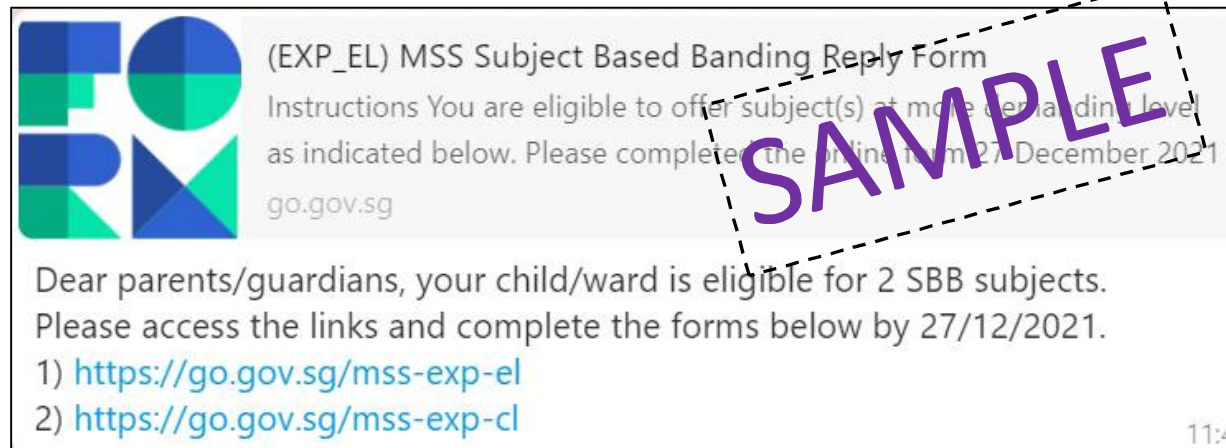 FORM
(EXP_EL) MSS Subject Based Banding Reply Form
Instructions You are eligible to offer subject(s) at more demanding level
as indicated below. Please completed the online form 27 December 2021
go.gov.sg
SAMPLE
Dear parents/guardians, your child/ward is eligible for 2 SBB subjects.
Please access the links and complete the forms below by 27/12/2021.
1) https://go.gov.sg/mss-exp-el
2) https://go.gov.sg/mss-exp-cl